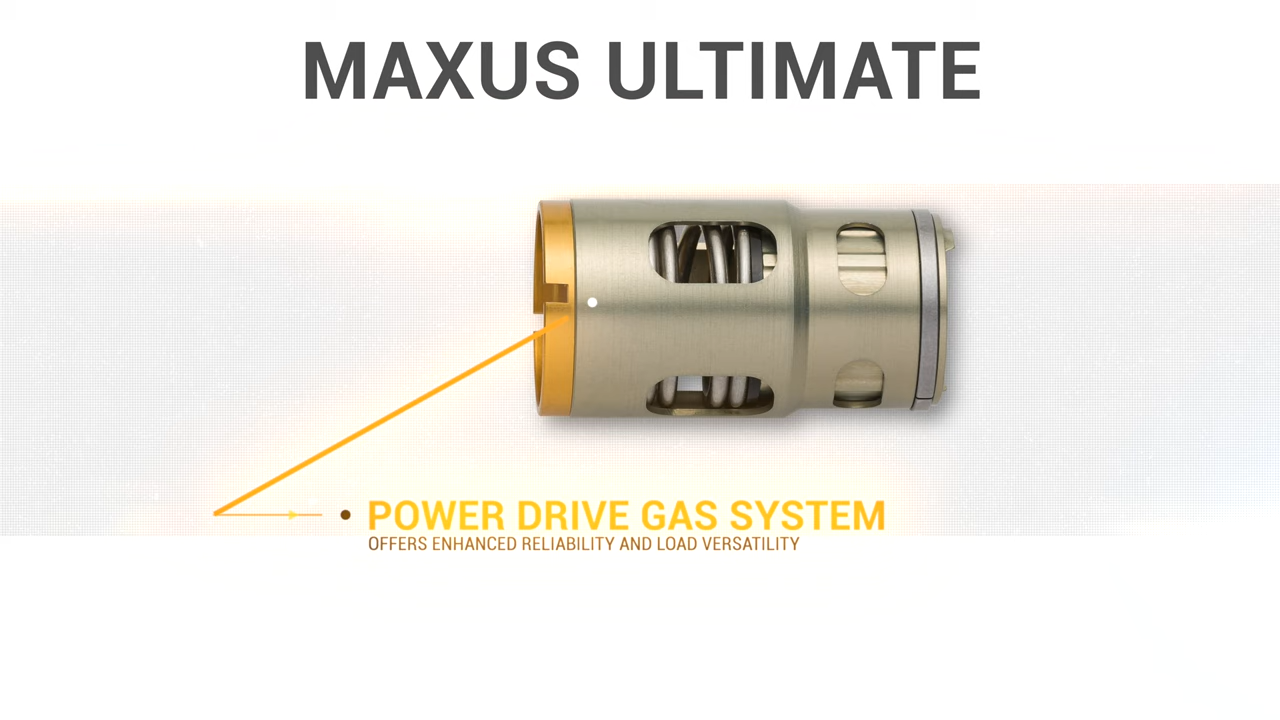 MAXUS ULTIMATE
POWER DRIVE GAS SYSTEM
OFFERS ENHANCED RELIABILITY AND LOAD VERSATILITY